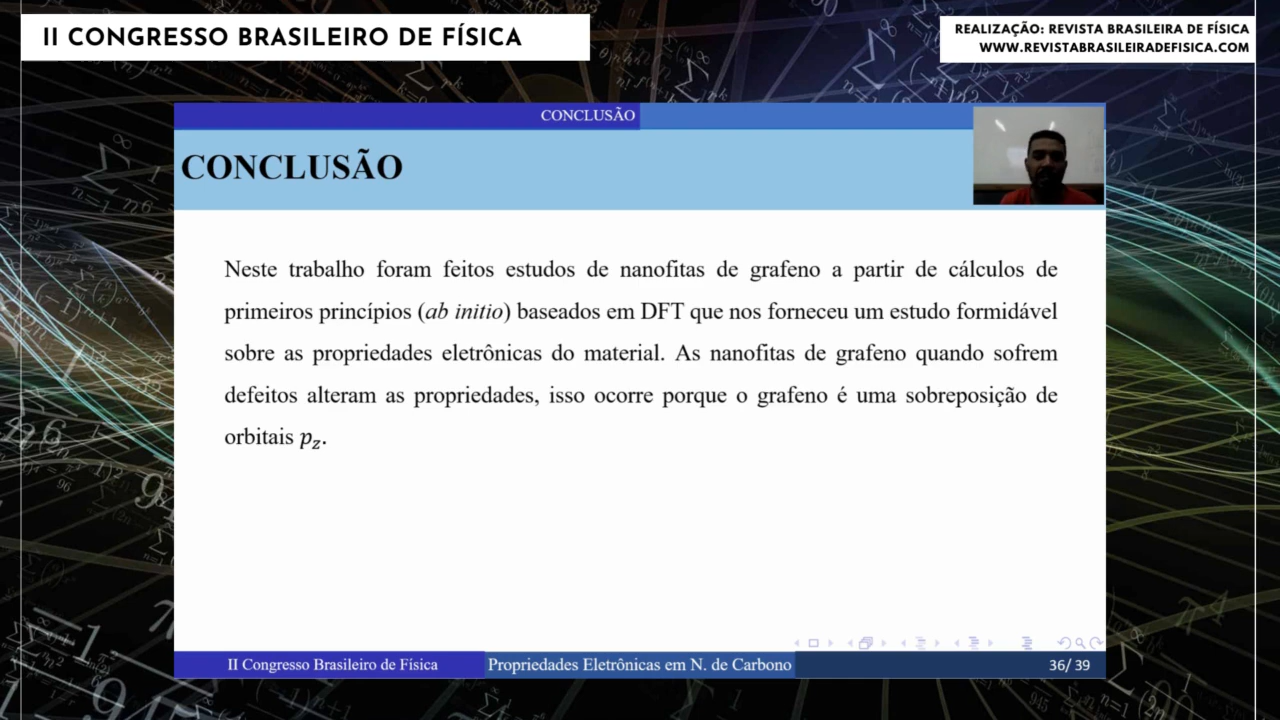 II CONGRESSO BRASILEIRO DE FÍSICA
REALIZAÇÃO: REVISTA BRASILEIRA DE FÍSICA
WWW.REVISTABRASILEIRADEFISICA.COM
CONCLUSÃO
CONCLUSÃO
Neste trabalho foram feitos estudos de nanofitas de grafeno a partir de cálculos de
primeiros princípios (ab initio) baseados em DFT que nos forneceu um estudo formidável
sobre as propriedades eletrônicas do material. As nanofitas de grafeno quando sofrem
defeitos alteram as propriedades, isso ocorre porque o grafeno é uma sobreposição de
orbitais p_z.
II Congresso Brasileiro de Física
Propriedades Eletrônicas em N. de Carbono
36/ 39